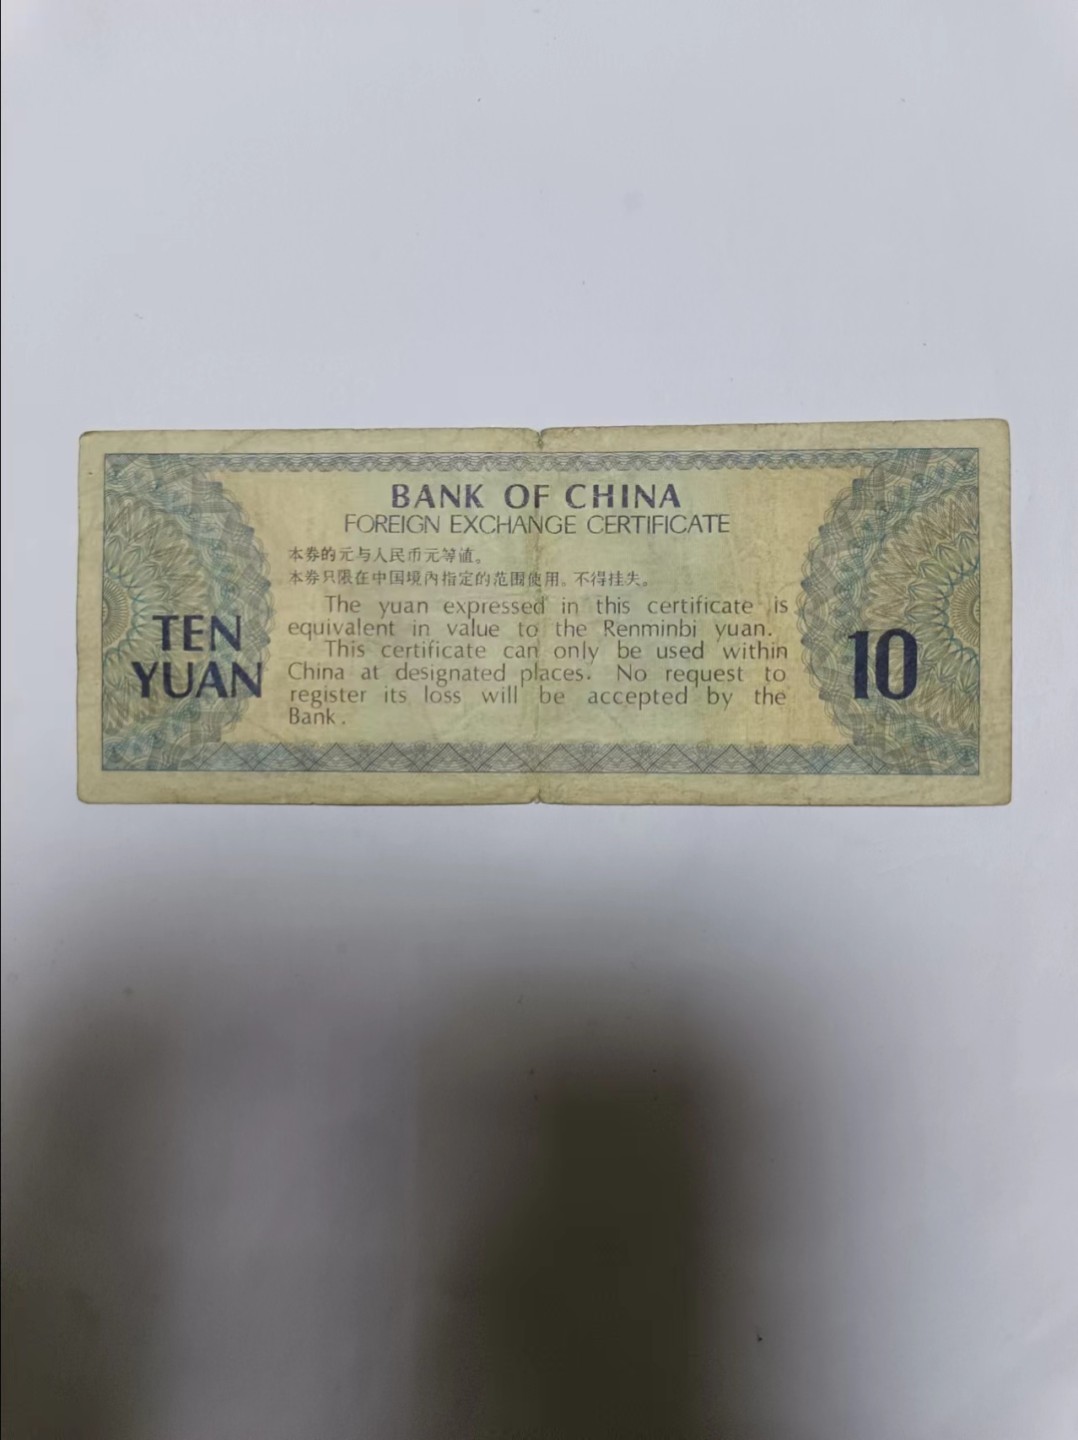 BANK OF CHINA
FOREIGN EXCHANGE CERTIFICATE
本券的元与人民币元等值。
本券只限在中国境内指定的范围使用。不得挂失。
The yuan expressed in this certificate is
equivalent in value to the Renminbi yuan.
This certificate can only be used within
China at designated places. No request to
register its loss will be accepted by the
Bank.
TEN
YUAN
10